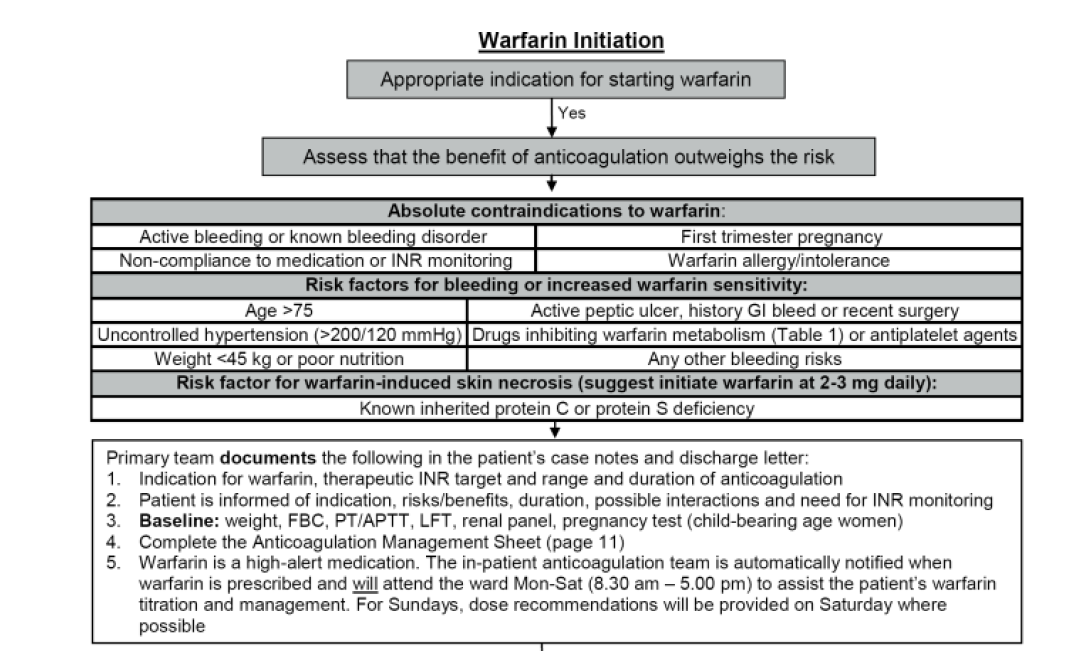 Warfarin Initiation
Appropriate indication for starting warfarin
Yes
Assess that the benefit of anticoagulation outweighs the risk
Absolute contraindications to warfarin:
Active bleeding or known bleeding disorder First trimester pregnancy
Non-compliance to medication or INR monitoring Warfarin allergy/intolerance
Risk factors for bleeding or increased warfarin sensitivity:
Age >75 Active peptic ulcer, history GI bleed or recent surgery
Uncontrolled hypertension (>200/120 mmHg) Drugs inhibiting warfarin metabolism (Table 1) or antiplatelet agents
Weight <45 kg or poor nutrition Any other bleeding risks
Risk factor for warfarin-induced skin necrosis (suggest initiate warfarin at 2-3 mg daily):
Known inherited protein C or protein S deficiency
Primary team documents the following in the patient's case notes and discharge letter:
1. Indication for warfarin, therapeutic INR target and range and duration of anticoagulation
2. Patient is informed of indication, risks/benefits, duration, possible interactions and need for INR monitoring
3. Baseline: weight, FBC, PT/APTT, LFT, renal panel, pregnancy test (child-bearing age women)
4. Complete the Anticoagulation Management Sheet (page 11)
5. Warfarin is a high-alert medication. The in-patient anticoagulation team is automatically notified when
warfarin is prescribed and will attend the ward Mon-Sat (8.30 am – 5.00 pm) to assist the patient's warfarin
titration and management. For Sundays, dose recommendations will be provided on Saturday where
possible